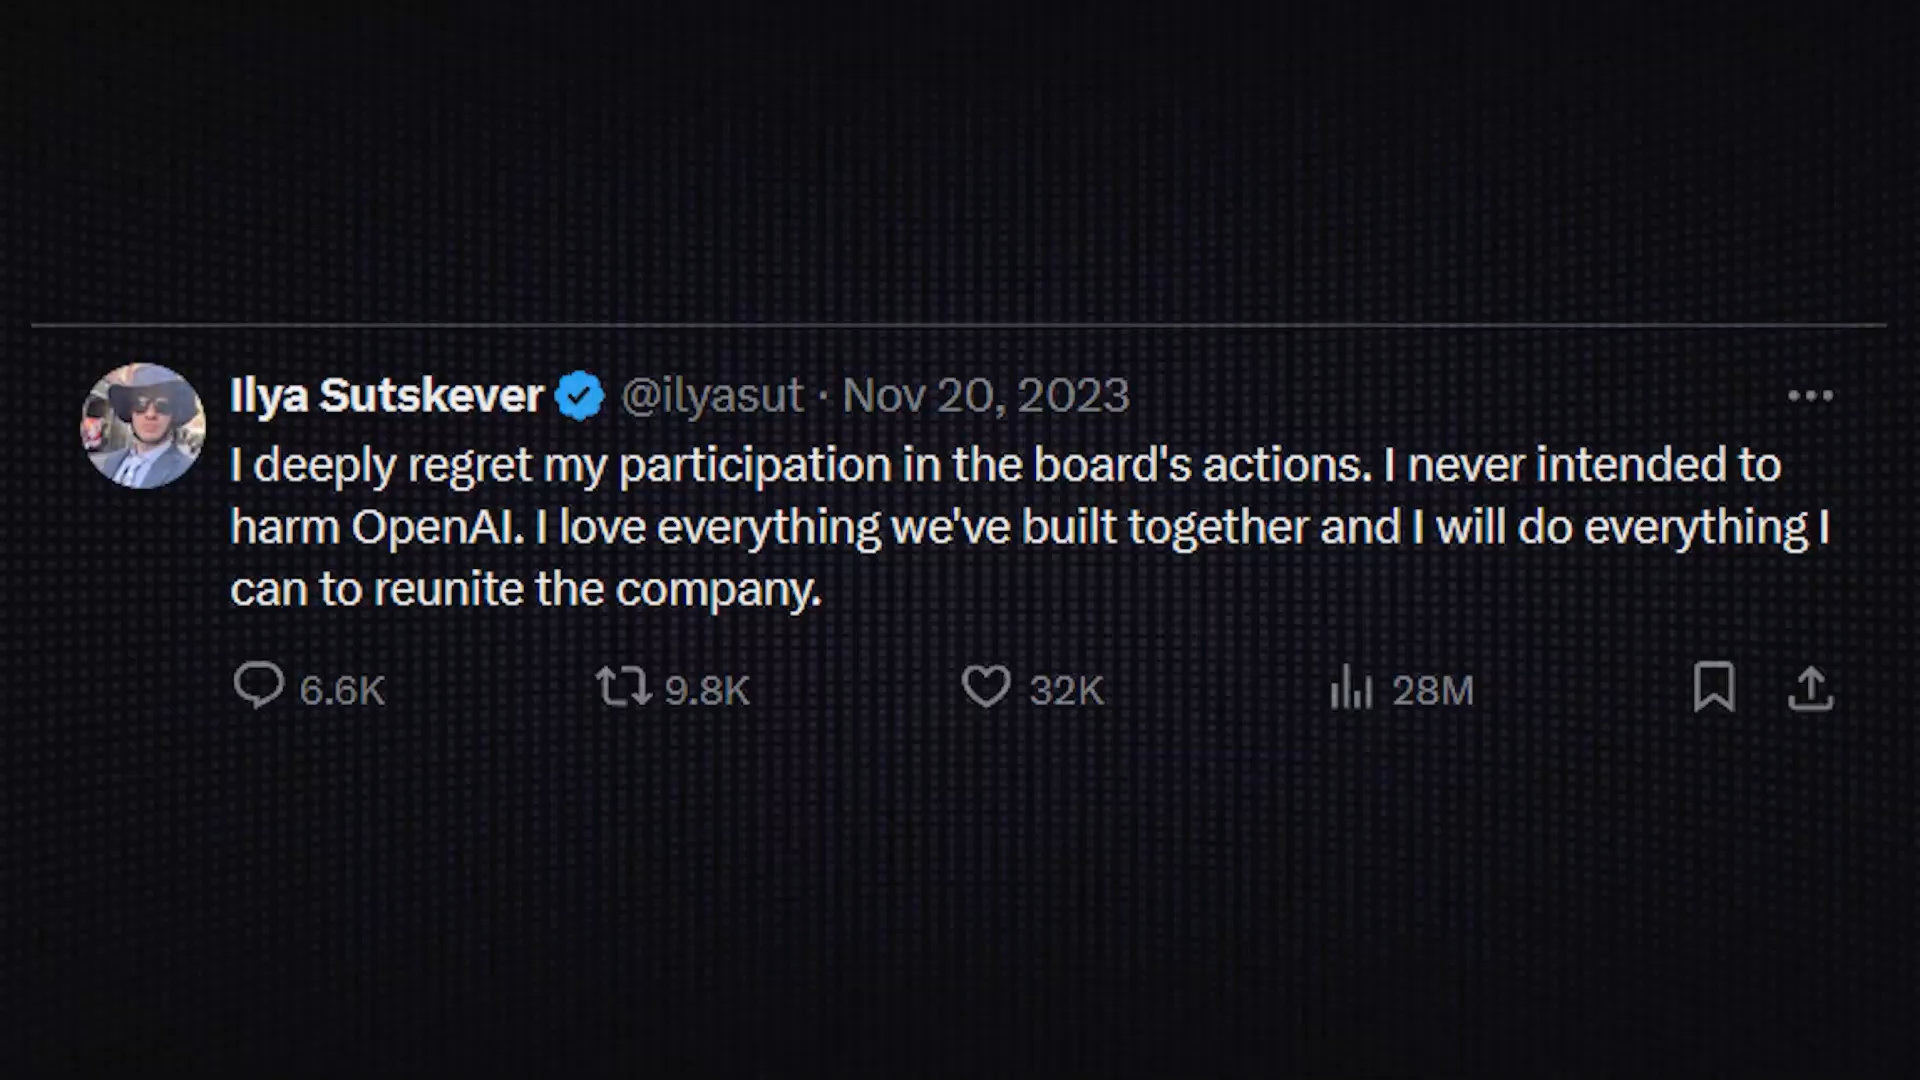 Ilya Sutskever @ilyasut · Nov 20, 2023
I deeply regret my participation in the board's actions. I never intended to
harm OpenAI. I love everything we've built together and I will do everything I
can to reunite the company.
6.6K 9.8K 32K 28M